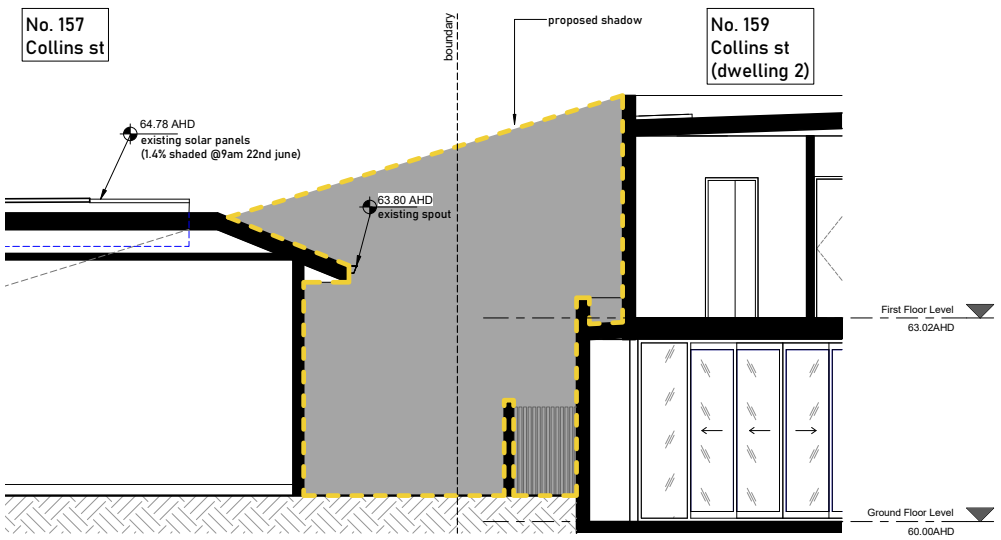 No. 157
Collins st
boundary
proposed shadow
No. 159
Collins st
(dwelling 2)
64.78 AHD
existing solar panels
(1.4% shaded @9am 22nd june)
63.80 AHD
existing spout
First Floor Level
63.02AHD
Ground Floor Level
60.00AHD